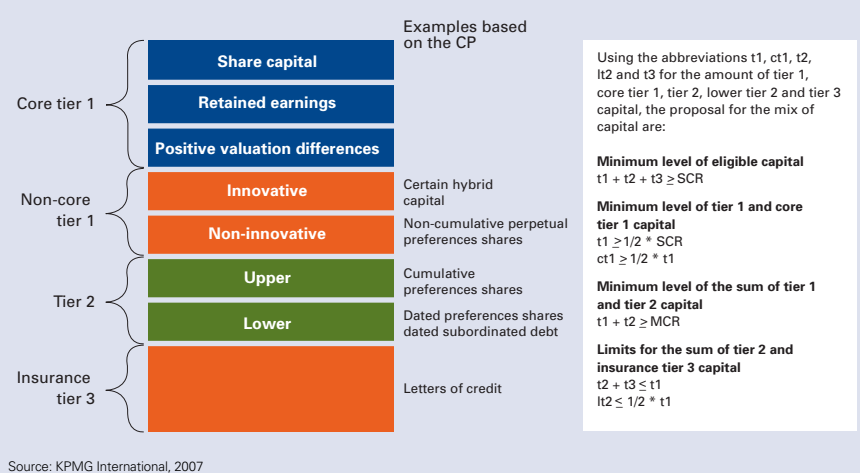 Examples based
on the CP
Core tier 1
Share capital
Retained earnings
Positive valuation differences
Non-core
tier 1
Innovative
Certain hybrid
capital
Non-innovative
Non-cumulative perpetual
preferences shares
Tier 2
Upper
Cumulative
preferences shares
Lower
Dated preferences shares
dated subordinated debt
Insurance
tier 3
Letters of credit
Using the abbreviations t1, ct1, t2,
lt2 and t3 for the amount of tier 1,
core tier 1, tier 2, lower tier 2 and tier 3
capital, the proposal for the mix of
capital are:
Minimum level of eligible capital
t1 + t2 + t3 ≥ SCR
Minimum level of tier 1 and core
tier 1 capital
t1 ≥ 1/2 * SCR
ct1 ≥ 1/2 * t1
Minimum level of the sum of tier 1
and tier 2 capital
t1 + t2 ≥ MCR
Limits for the sum of tier 2 and
insurance tier 3 capital
t2 + t3 ≤ t1
lt2 ≤ 1/2 * t1
Source: KPMG International, 2007